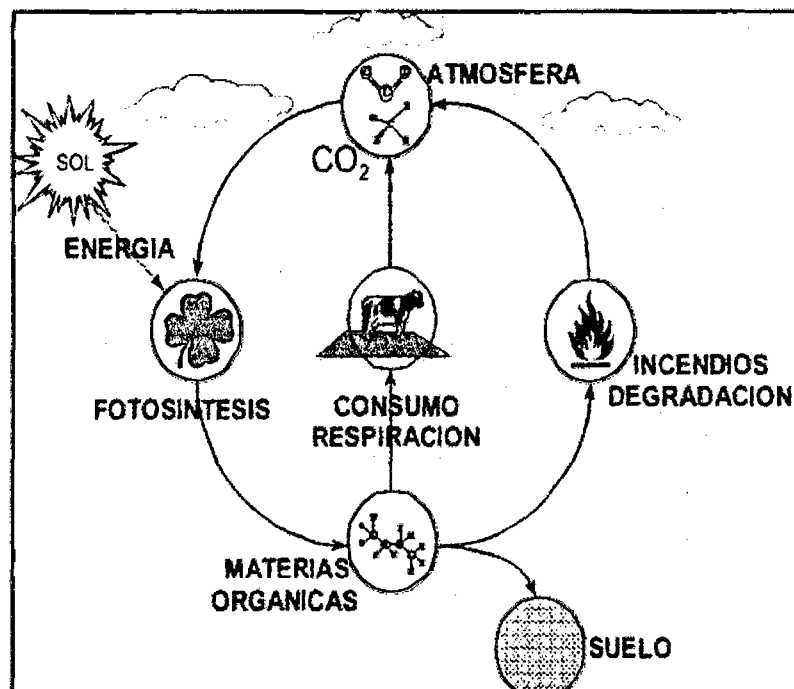 ATMOSFERA
CO₂
SOL
ENERGIA
FOTOSINTESIS
CONSUMO
RESPIRACION
INCENDIOS
DEGRADACION
MATERIAS
ORGANICAS
SUELO